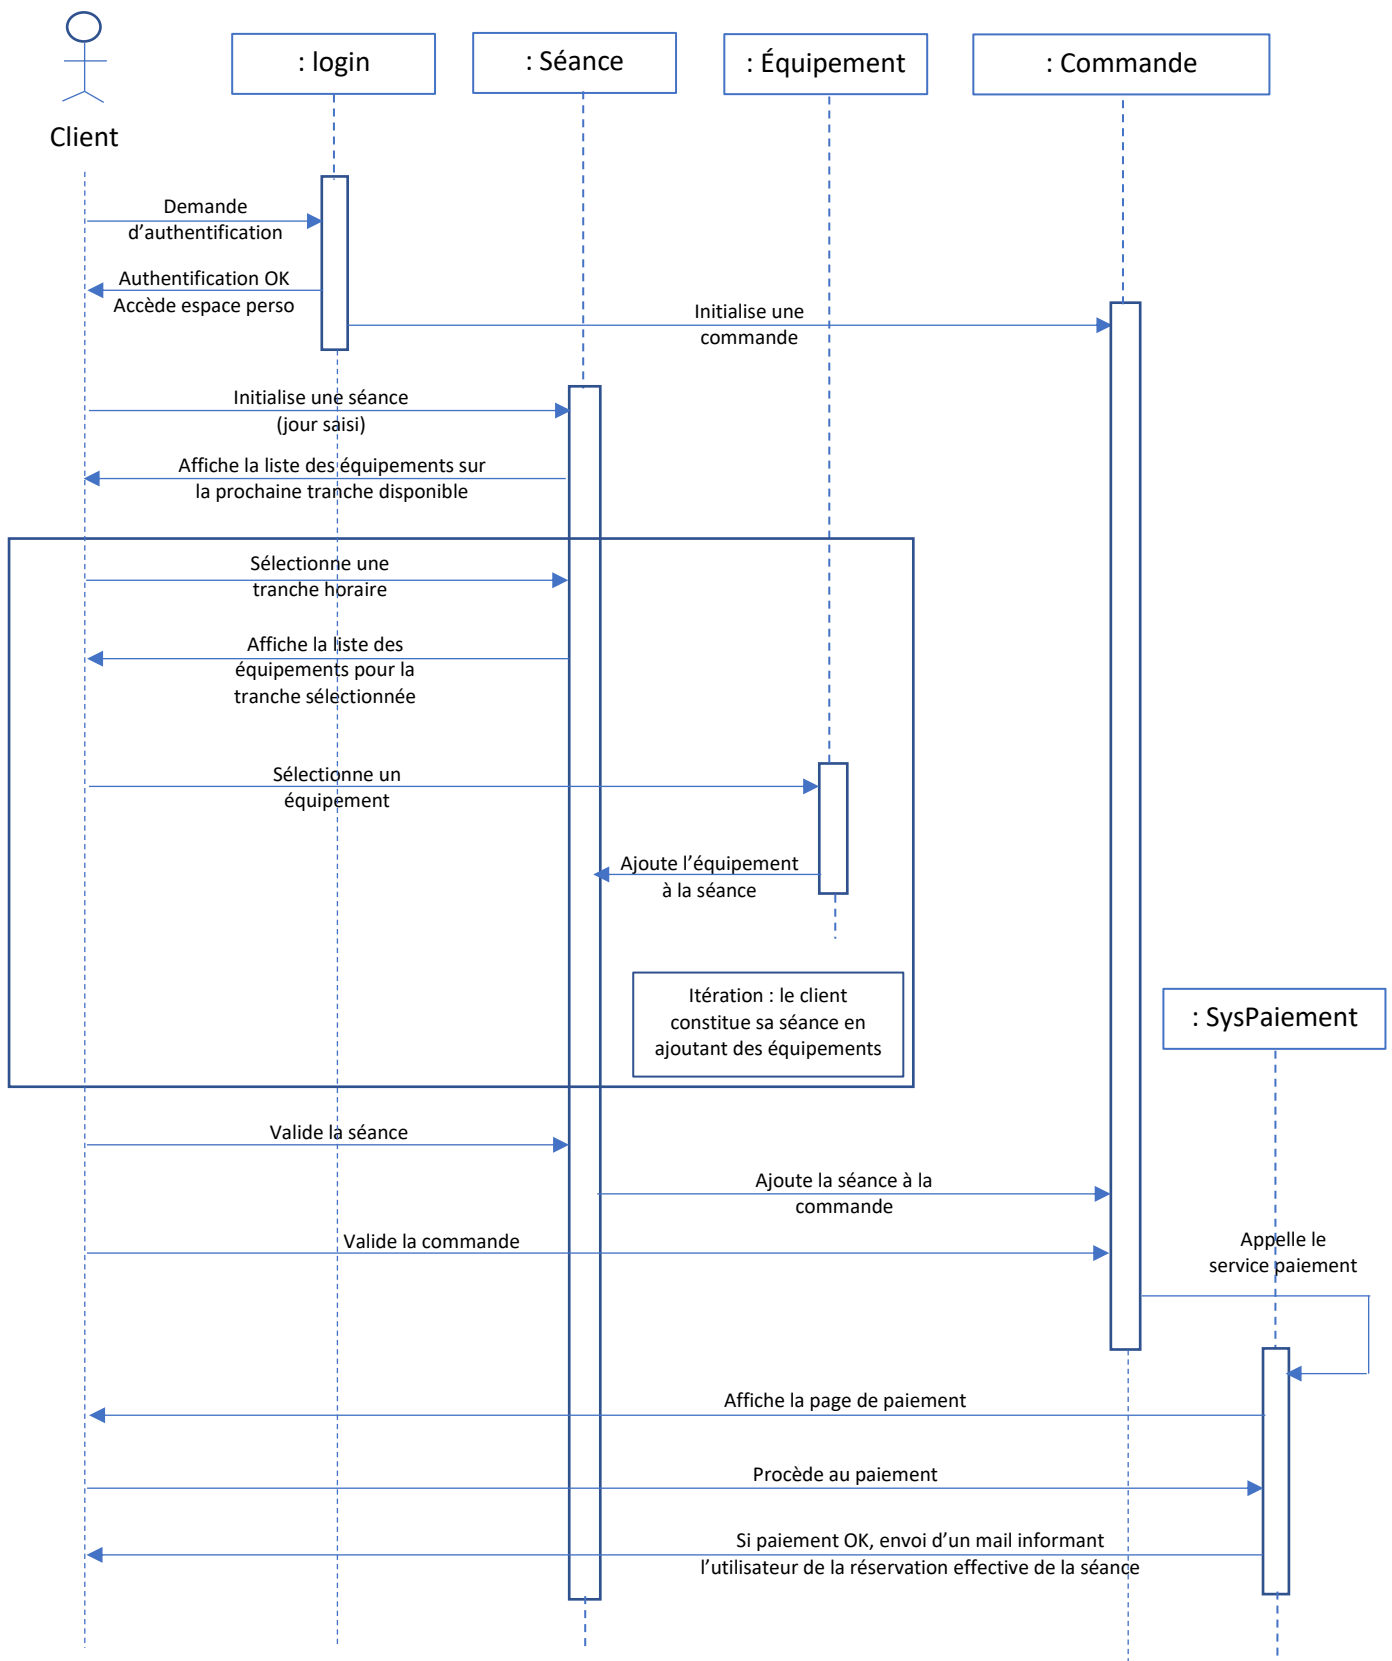 : login
: Séance
: Équipement
: Commande
Client
Demande
d’authentification
Authentification OK
Accède espace perso
Initialise une
commande
Initialise une séance
(jour saisi)
Affiche la liste des équipements sur
la prochaine tranche disponible
Sélectionne une
tranche horaire
Affiche la liste des
équipements pour la
tranche sélectionnée
Sélectionne un
équipement
Ajoute l’équipement
à la séance
Itération : le client
constitue sa séance en
ajoutant des équipements
: SysPaiement
Valide la séance
Ajoute la séance à la
commande
Valide la commande
Appelle le
service paiement
Affiche la page de paiement
Procède au paiement
Si paiement OK, envoi d’un mail informant
l’utilisateur de la réservation effective de la séance